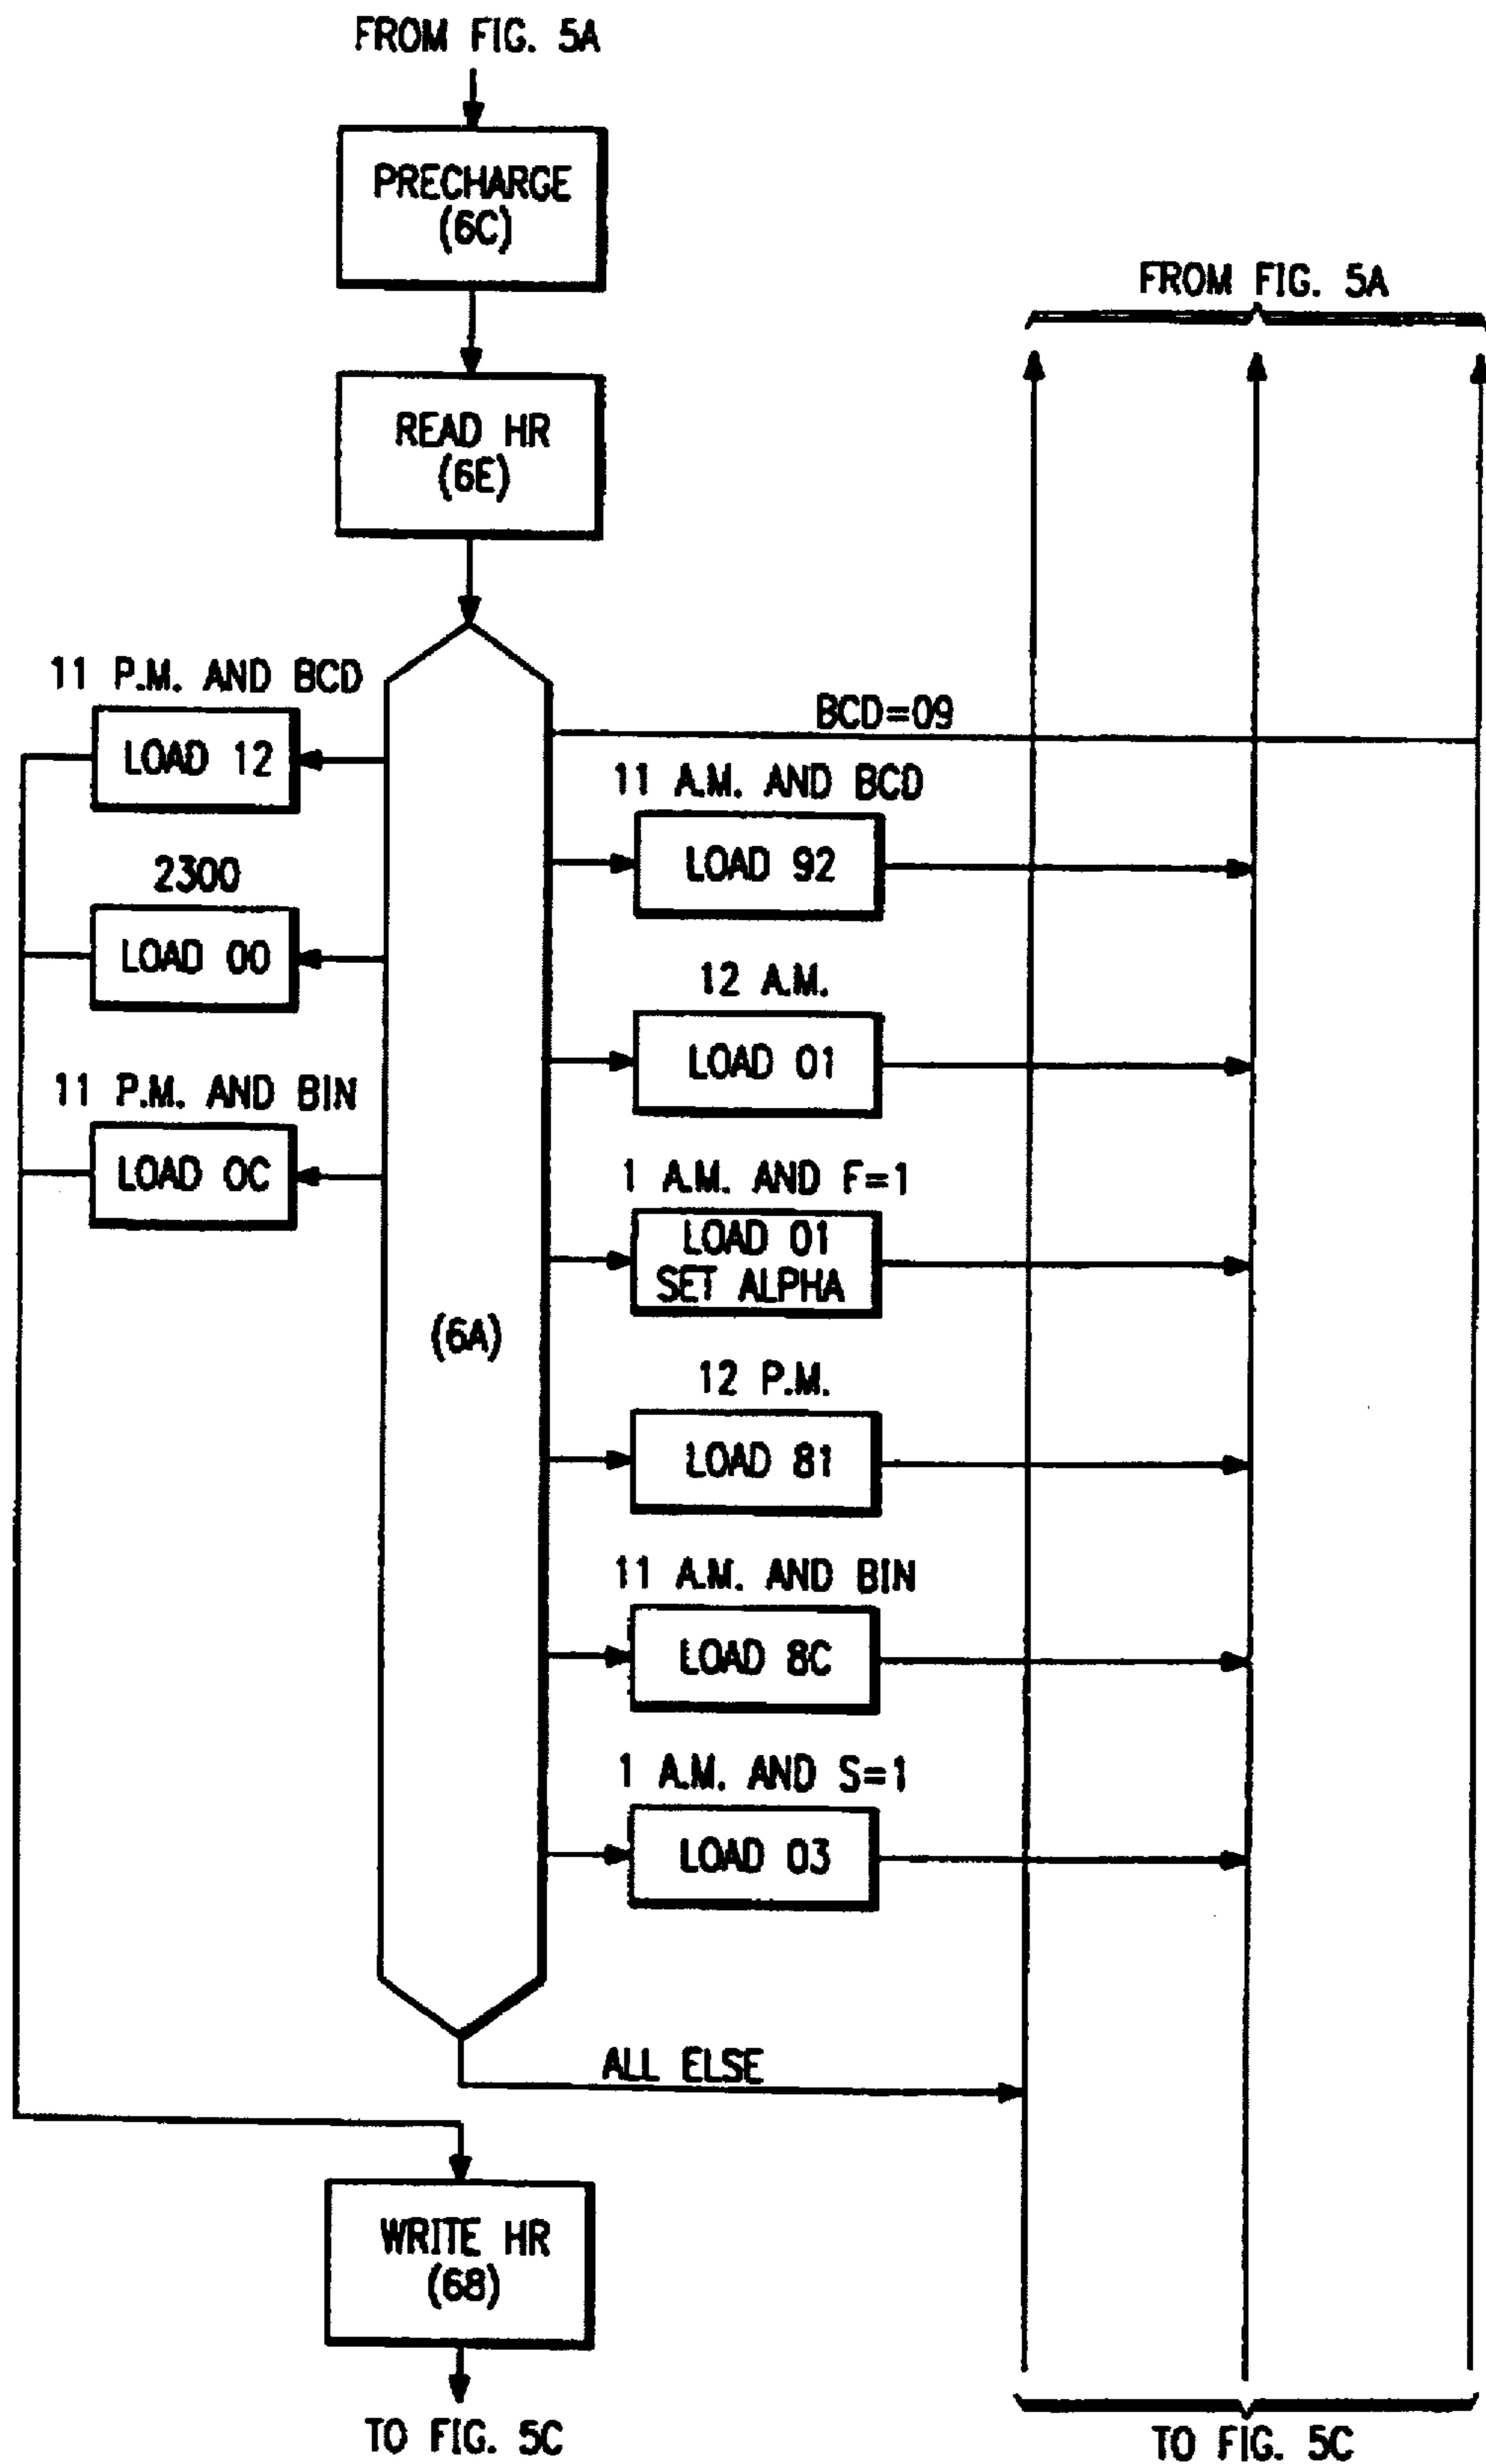 FROM FIG. 5A
PRECHARGE
(6C)
FROM FIG. 5A
READ HR
(6E)
11 P.M. AND BCD
LOAD 12
BCD=09
11 A.M. AND BCD
LOAD 92
2300
LOAD 00
12 A.M.
LOAD 01
11 P.M. AND BIN
LOAD 0C
1 A.M. AND F=1
LOAD 01
SET ALPHA
(6A)
12 P.M.
LOAD 81
11 A.M. AND BIN
LOAD 8C
1 A.M. AND S=1
LOAD 03
ALL ELSE
WRITE HR
(68)
TO FIG. 5C
TO FIG. 5C